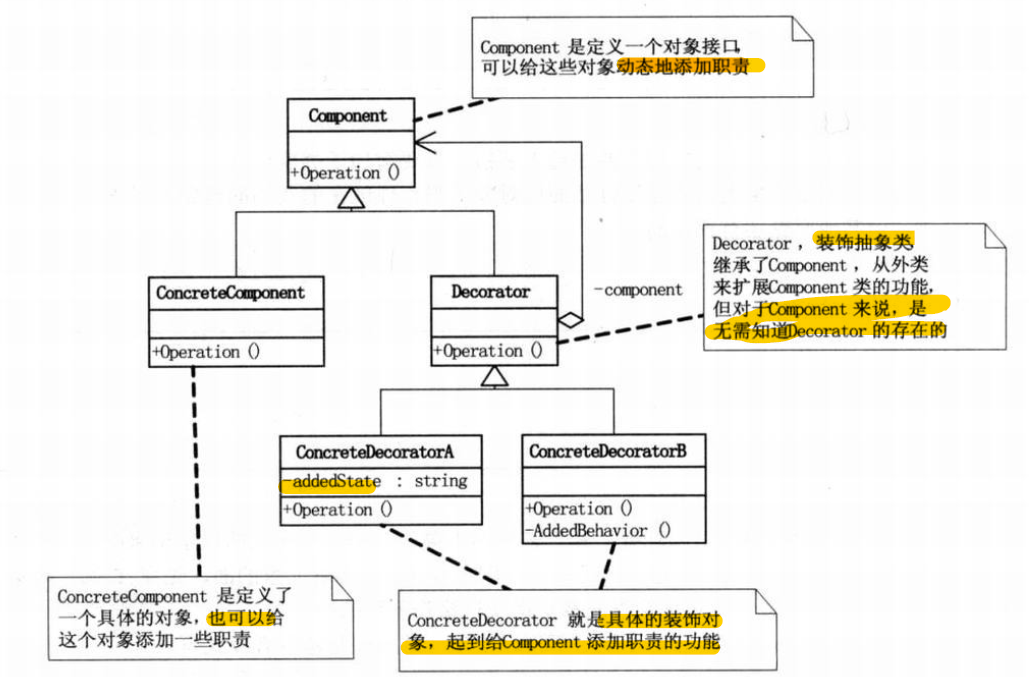 Component 是定义一个对象接口,
可以给这些对象动态地添加职责
Component
+Operation ()
Decorator ，装饰抽象类,
继承了Component ，从外类
来扩展Component 类的功能,
但对于Component 来说，是
无需知道Decorator 的存在的
-component
ConcreteComponent
+Operation ()
Decorator
+Operation ()
ConcreteDecoratorA
-addedState : string
+Operation ()
ConcreteDecoratorB
+Operation ()
-AddedBehavior ()
ConcreteComponent 是定义了
一个具体的对象，也可以给
这个对象添加一些职责
ConcreteDecorator 就是具体的装饰对
象，起到给Component 添加职责的功能